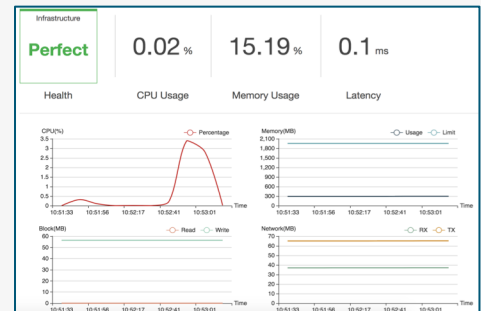 Infrastructure
Perfect
0.02 %
15.19 %
0.1 ms
Health
CPU Usage
Memory Usage
Latency
CPU(%)
Percentage
3.5
3
2.5
2
1.5
1
0.5
0
10:51:33 10:51:56 10:52:17 10:52:41 10:53:01
Time
Memory(MB)
Usage Limit
2,100
1,800
1,500
1,200
900
600
300
0
10:51:33 10:51:56 10:52:17 10:52:41 10:53:01
Time
Block(MB)
Read Write
60
50
40
30
20
10
0
10:51:33 10:51:56 10:52:17 10:52:41 10:53:01
Time
Network(MB)
RX TX
70
60
50
40
30
20
10
0
10:51:33 10:51:56 10:52:17 10:52:41 10:53:01
Time